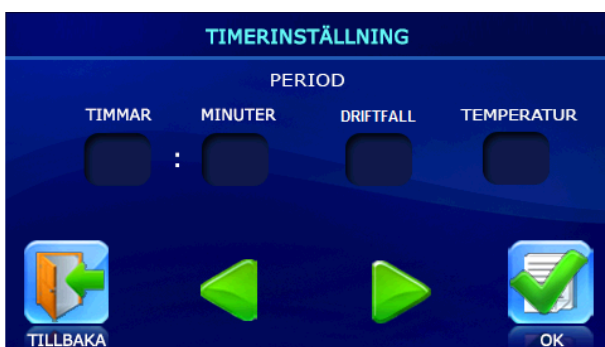 TIMERINSTÄLLNING
PERIOD
TIMMAR MINUTER DRIFTFALL TEMPERATUR
:
TILLBAKA OK